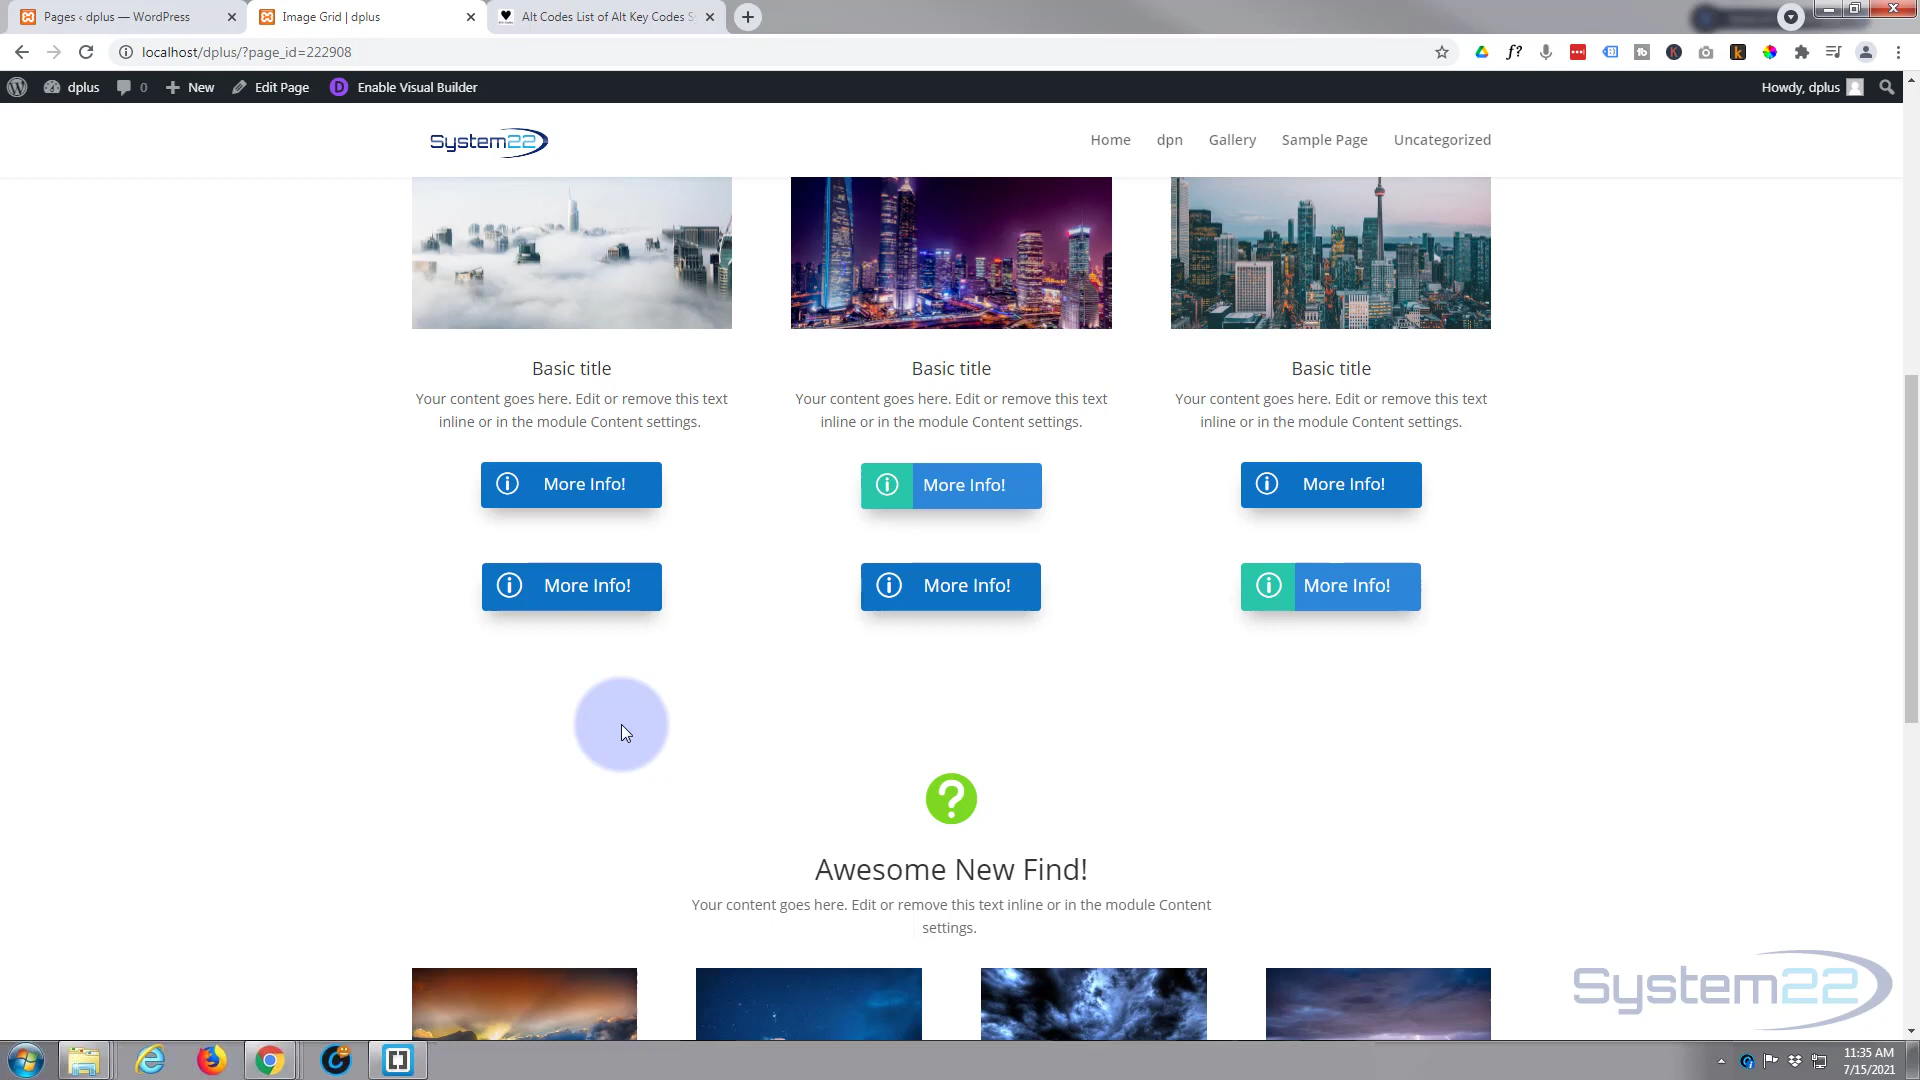 Pages ‹ dplus — WordPress
Image Grid | dplus
Alt Codes List of Alt Key Codes S
localhost/dplus/?page_id=222908
dplus
0
New
Edit Page
Enable Visual Builder
Howdy, dplus
System22
Home
dpn
Gallery
Sample Page
Uncategorized
Basic title
Your content goes here. Edit or remove this text
inline or in the module Content settings.
Basic title
Your content goes here. Edit or remove this text
inline or in the module Content settings.
Basic title
Your content goes here. Edit or remove this text
inline or in the module Content settings.
More Info!
More Info!
More Info!
More Info!
More Info!
More Info!
Awesome New Find!
Your content goes here. Edit or remove this text inline or in the module Content
settings.
System22
11:35 AM
7/15/2021